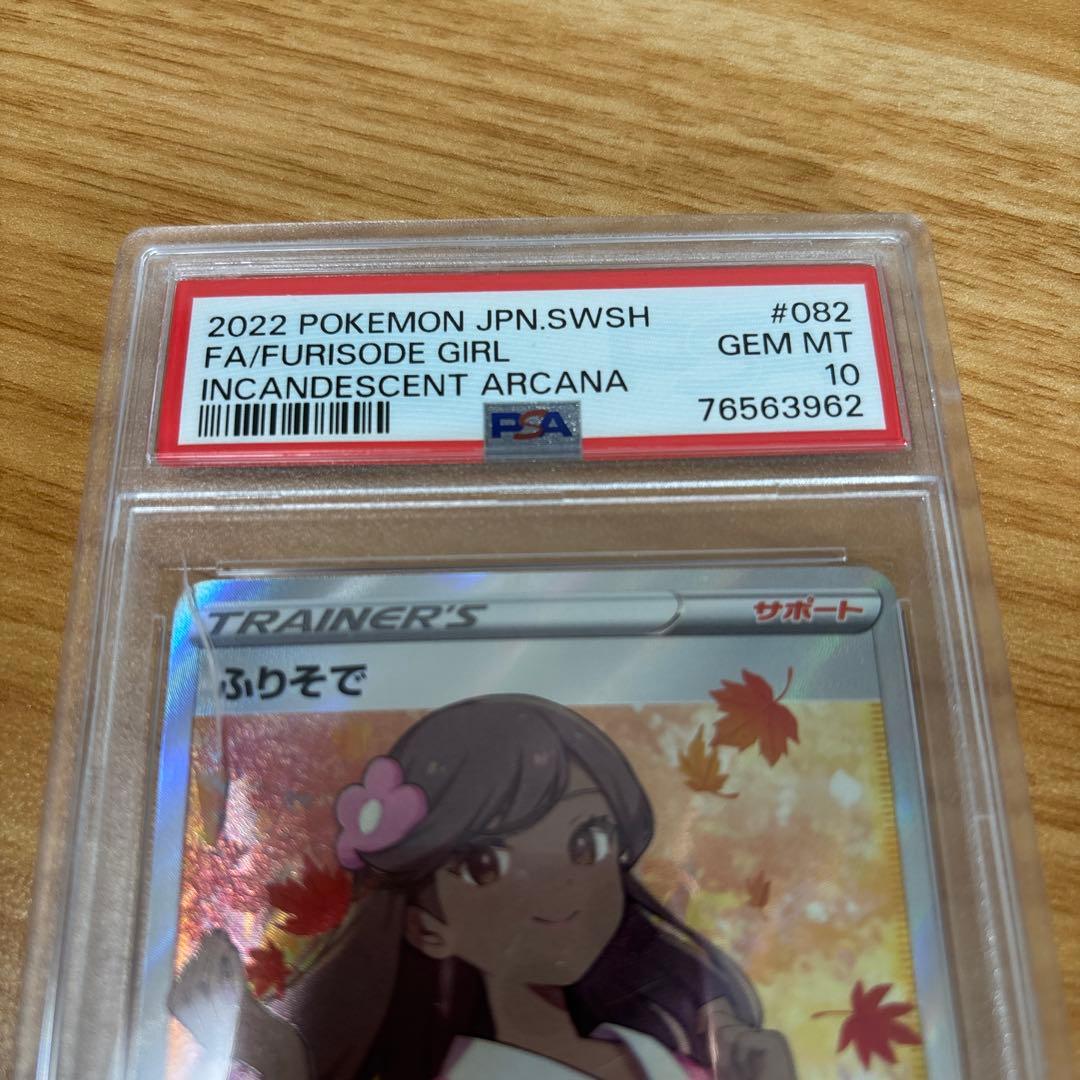 2022 POKEMON JPN.SWSH #082
FA/FURISODE GIRL GEM MT
INCANDESCENT ARCANA 10
PSA 76563962
TRAINER'S サポート
ふりそで